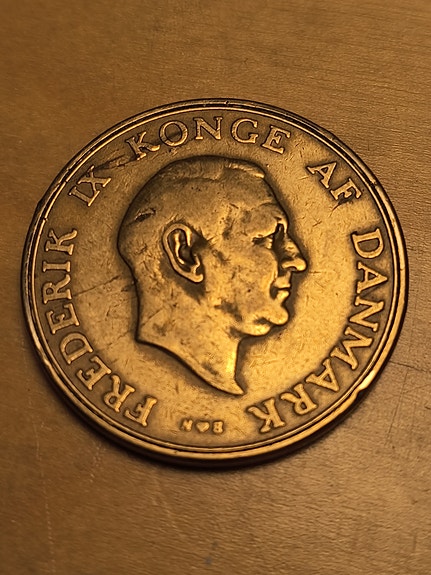 FREDERIK IX KONGE AF DANMARK
N♥S